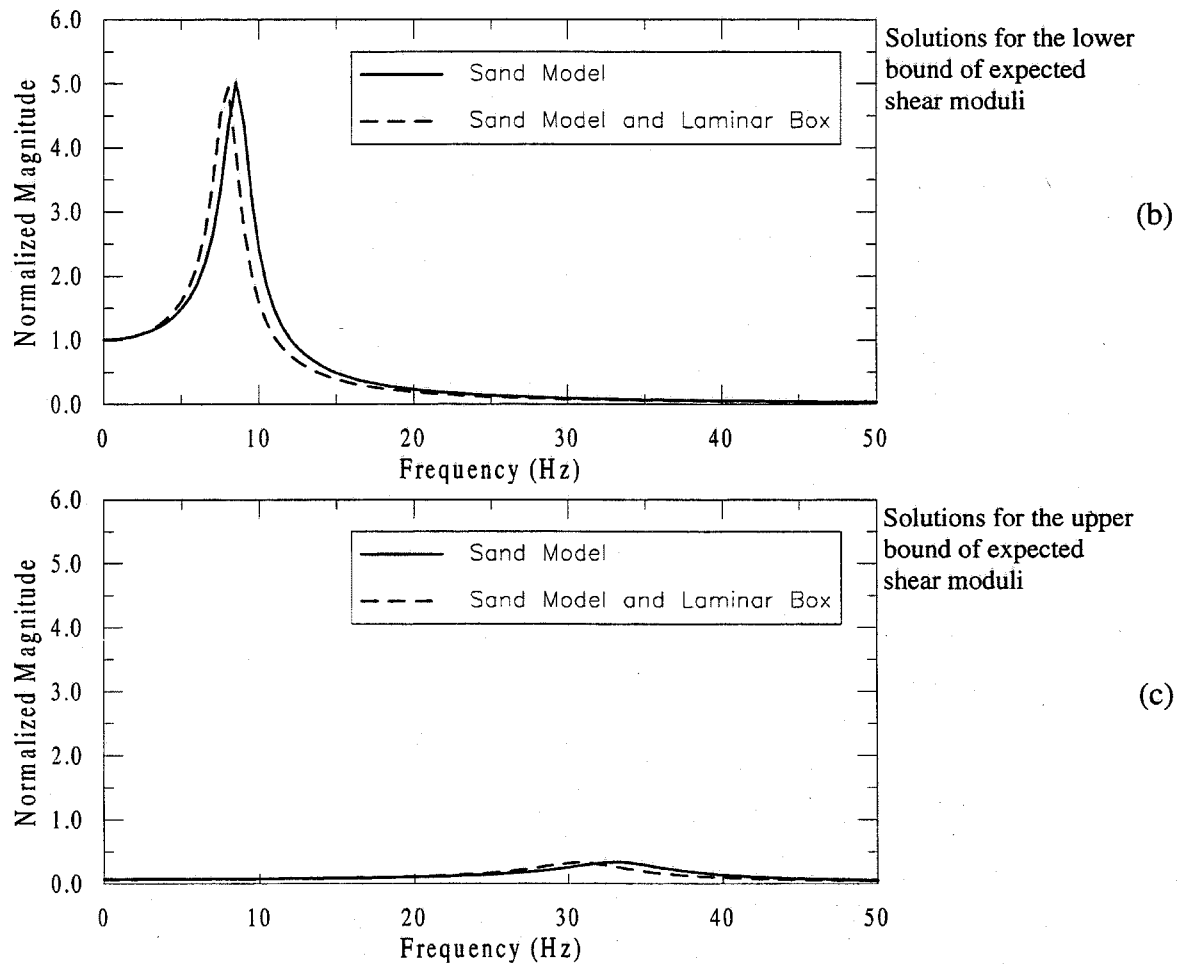 6.0
5.0
4.0
3.0
2.0
1.0
0.0
Normalized Magnitude
Sand Model
Sand Model and Laminar Box
0
10
20
30
40
50
Frequency (Hz)
Solutions for the lower
bound of expected
shear moduli
(b)
6.0
5.0
4.0
3.0
2.0
1.0
0.0
Normalized Magnitude
Sand Model
Sand Model and Laminar Box
0
10
20
30
40
50
Frequency (Hz)
Solutions for the upper
bound of expected
shear moduli
(c)